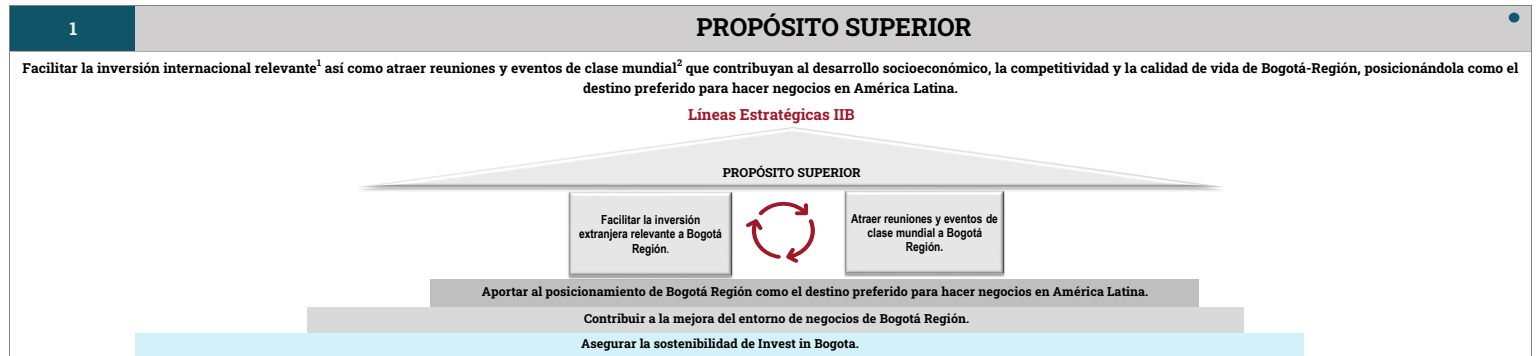 1
PROPÓSITO SUPERIOR
Facilitar la inversión internacional relevante¹ así como atraer reuniones y eventos de clase mundial² que contribuyan al desarrollo socioeconómico, la competitividad y la calidad de vida de Bogotá-Región, posicionándola como el
destino preferido para hacer negocios en América Latina.
Líneas Estratégicas IIB
PROPÓSITO SUPERIOR
Facilitar la inversión
extranjera relevante a Bogotá
Región.
Atraer reuniones y eventos de
clase mundial a Bogotá
Región.
Aportar al posicionamiento de Bogotá Región como el destino preferido para hacer negocios en América Latina.
Contribuir a la mejora del entorno de negocios de Bogotá Región.
Asegurar la sostenibilidad de Invest in Bogota.